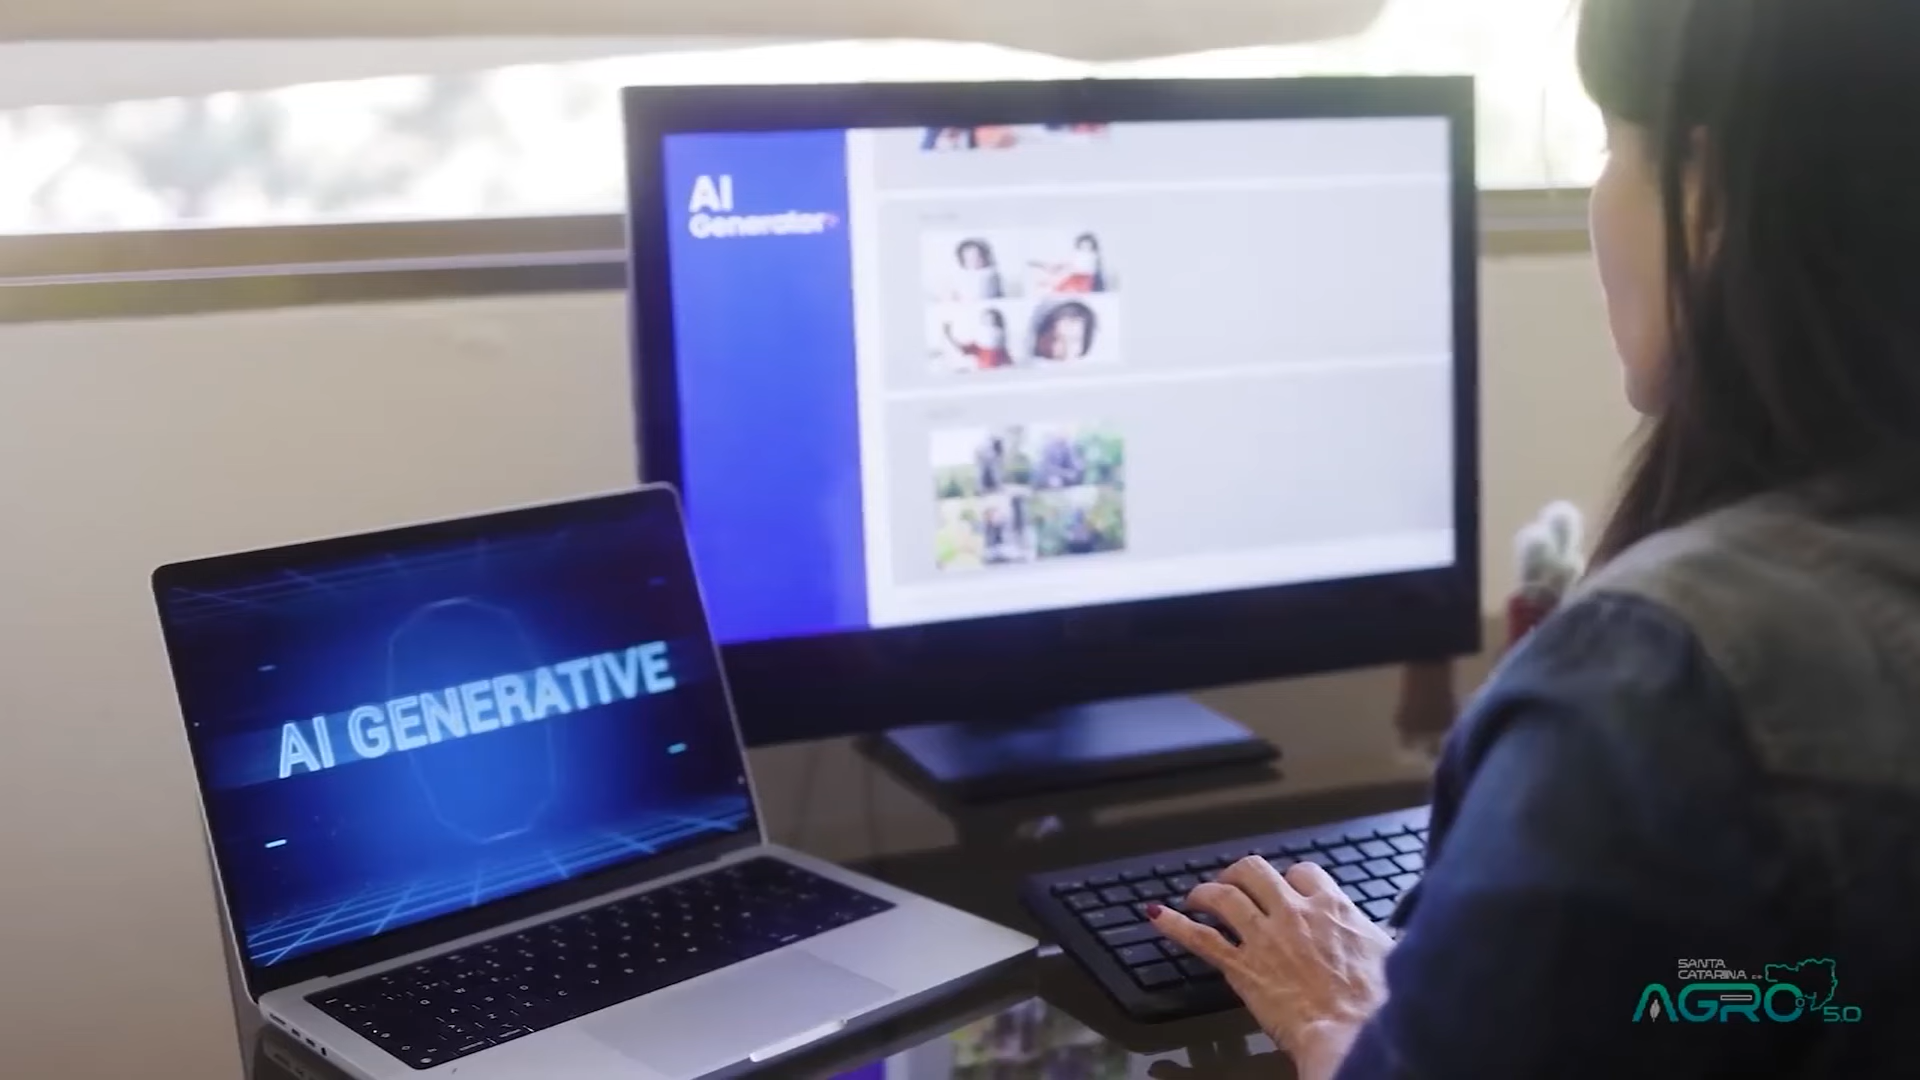 AI
Generator
AI GENERATIVE
SANTA
CATARINA
AGRO 5.0